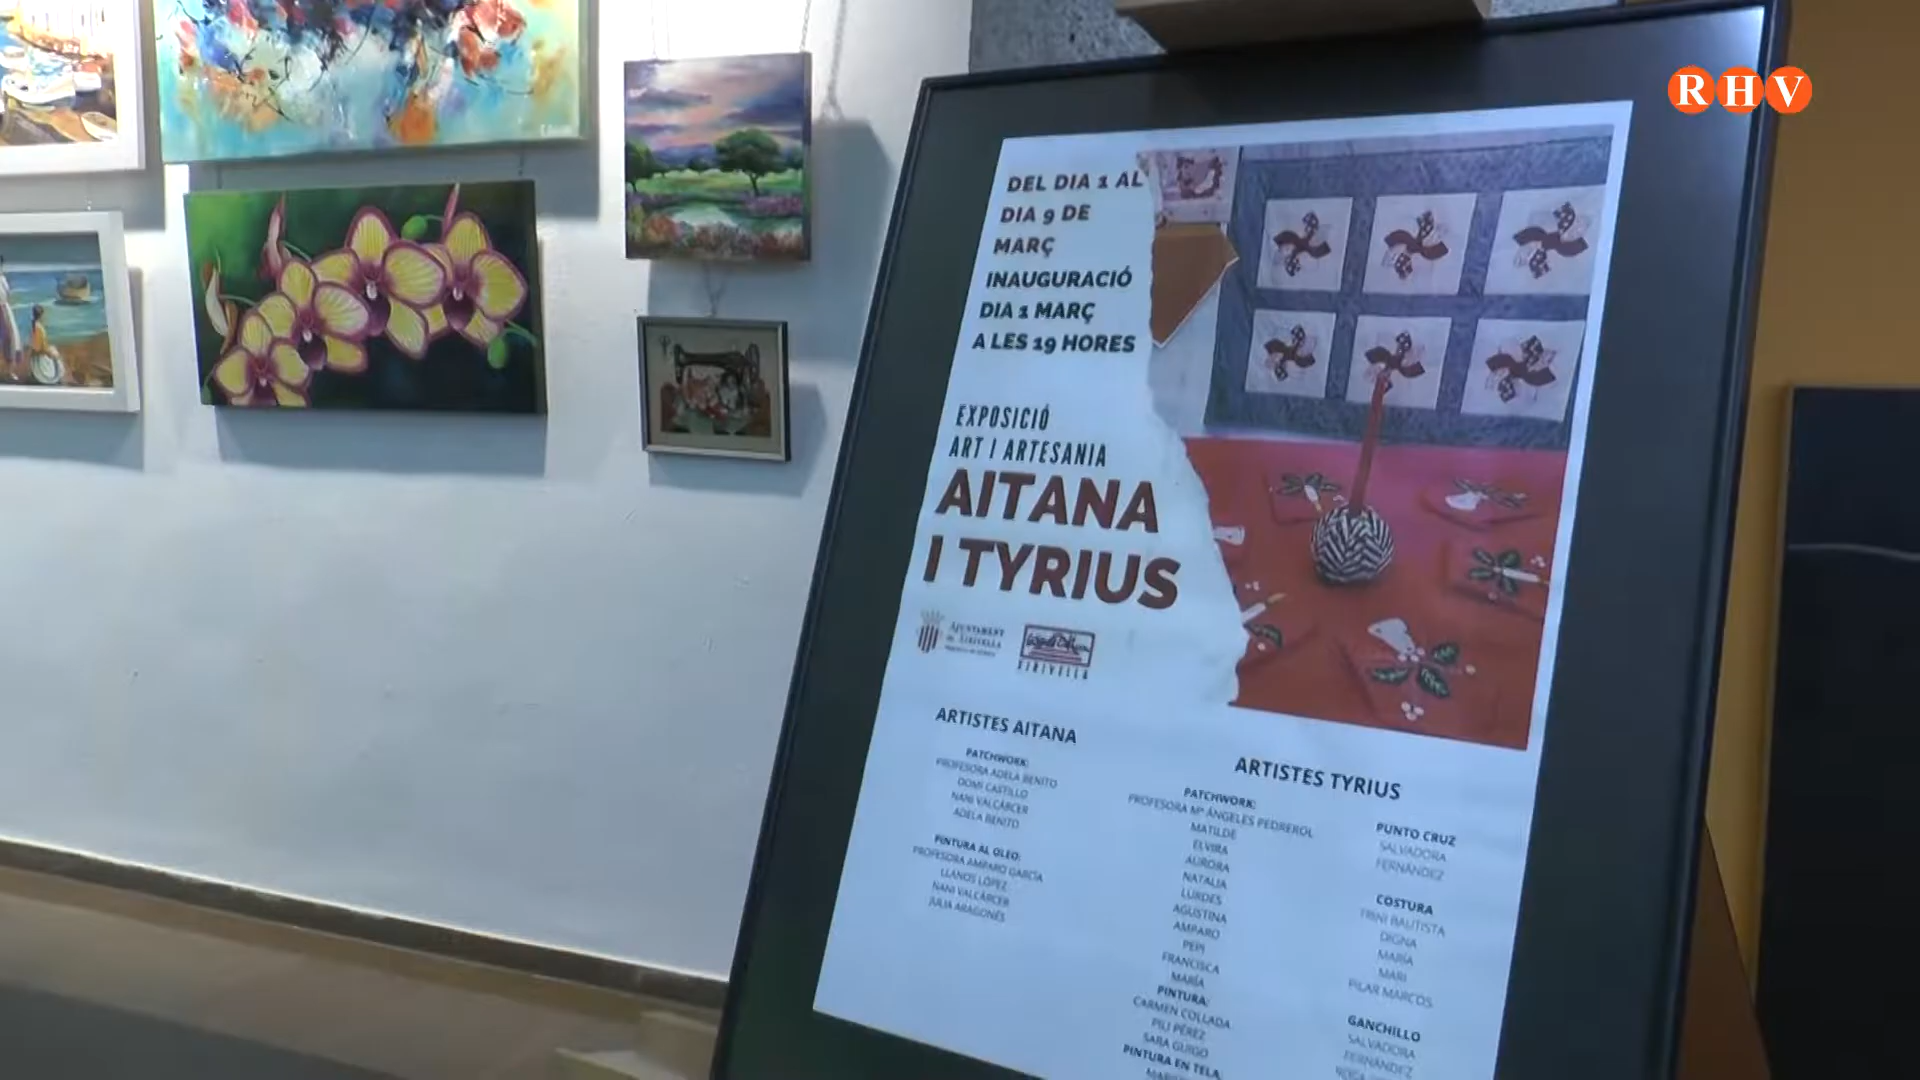 RHV
DEL DIA 1 AL
DIA 9 DE
MARÇ
INAUGURACIÓ
DIA 1 MARÇ
A LES 19 HORES
EXPOSICIÓ
ART I ARTESANIA
AITANA
I TYRIUS
AJUNTAMENT
DE XIRIVELLA
XIRIVELLA
ARTISTES AITANA
PATCHWORK:
PROFESORA ADELA BENITO
DOMI CASTILLO
NANI VALCÁRCER
ADELA BENITO
PINTURA AL OLEO:
PROFESORA AMPARO GARCÍA
LLANOS LÓPEZ
NANI VALCÁRCER
JULIA ARAGONÉS
ARTISTES TYRIUS
PATCHWORK:
PROFESORA Mª ÁNGELES PEDREROL
MATILDE
ELVIRA
AURORA
NATALIA
LURDES
AGUSTINA
AMPARO
PEPI
FRANCISCA
MARÍA
PINTURA:
CARMEN COLLADA
PILI PÉREZ
SARA GUIGO
PINTURA EN TELA:
PUNTO CRUZ
SALVADORA
FERNÁNDEZ
COSTURA
TRINI BAUTISTA
DIGNA
MARÍA
MARI
PILAR MARCOS
GANCHILLO
SALVADORA
FERNÁNDEZ